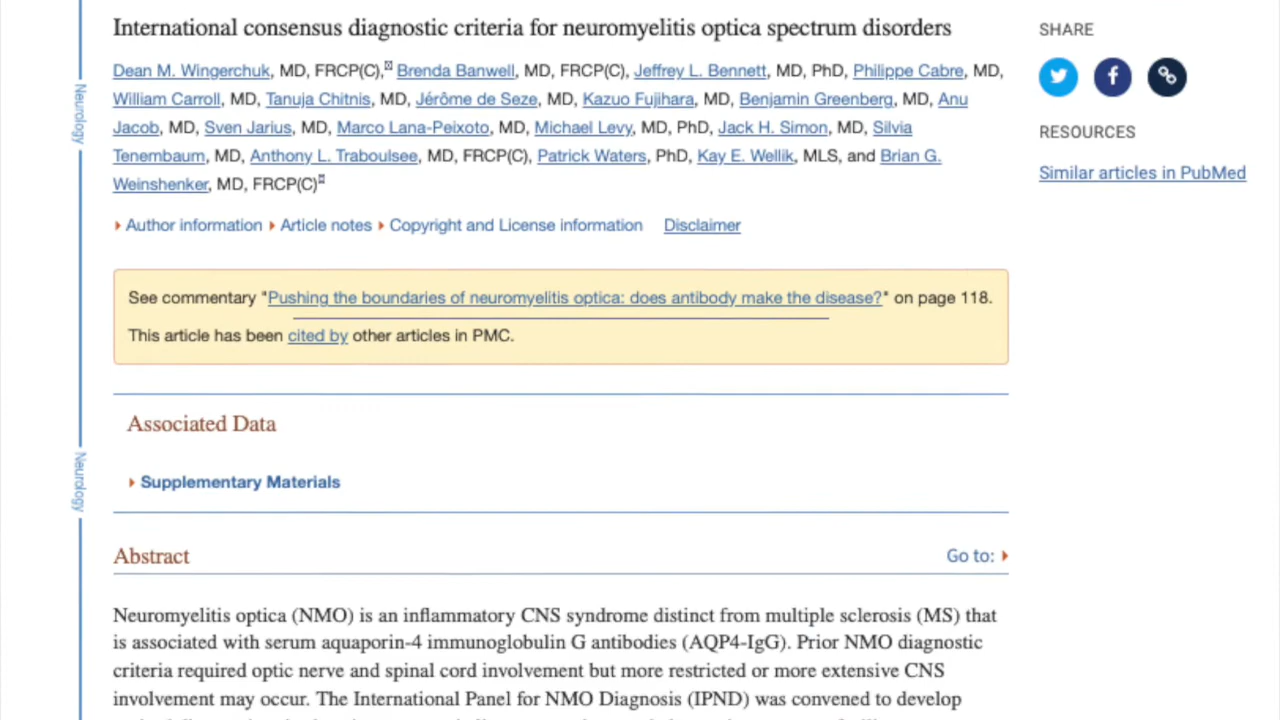 International consensus diagnostic criteria for neuromyelitis optica spectrum disorders
Dean M. Wingerchuk, MD, FRCP(C), Brenda Banwell, MD, FRCP(C), Jeffrey L. Bennett, MD, PhD, Philippe Cabre, MD,
William Carroll, MD, Tanuja Chitnis, MD, Jérôme de Seze, MD, Kazuo Fujihara, MD, Benjamin Greenberg, MD, Anu
Jacob, MD, Sven Jarius, MD, Marco Lana-Peixoto, MD, Michael Levy, MD, PhD, Jack H. Simon, MD, Silvia
Tenembaum, MD, Anthony L. Traboulsee, MD, FRCP(C), Patrick Waters, PhD, Kay E. Wellik, MLS, and Brian G.
Weinshenker, MD, FRCP(C)
Author information Article notes Copyright and License information Disclaimer
See commentary "Pushing the boundaries of neuromyelitis optica: does antibody make the disease?" on page 118.
This article has been cited by other articles in PMC.
Associated Data
Supplementary Materials
Abstract
Go to:
Neuromyelitis optica (NMO) is an inflammatory CNS syndrome distinct from multiple sclerosis (MS) that
is associated with serum aquaporin-4 immunoglobulin G antibodies (AQP4-IgG). Prior NMO diagnostic
criteria required optic nerve and spinal cord involvement but more restricted or more extensive CNS
involvement may occur. The International Panel for NMO Diagnosis (IPND) was convened to develop
SHARE
RESOURCES
Similar articles in PubMed
Neurology
Neurology